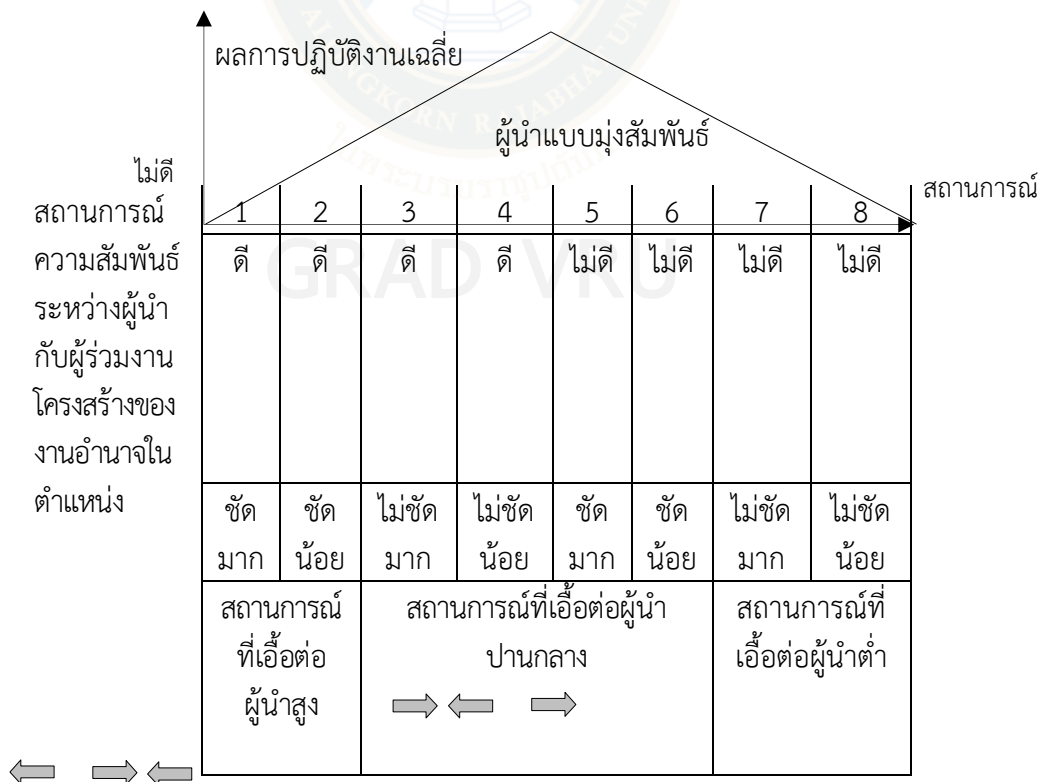 ผลการปฏิบัติงานเฉลี่ย
ผู้นำแบบมุ่งสัมพันธ์
ไม่ดี
สถานการณ์
สถานการณ์ 1 2 3 4 5 6 7 8
ความสัมพันธ์ ดี ดี ดี ดี ไม่ดี ไม่ดี ไม่ดี ไม่ดี
ระหว่างผู้นำ
กับผู้ร่วมงาน
โครงสร้างของ
งานอำนาจใน
ตำแหน่ง
ชัด ชัด ไม่ชัด ไม่ชัด ชัด ชัด ไม่ชัด ไม่ชัด
มาก น้อย มาก น้อย มาก น้อย มาก น้อย
สถานการณ์
ที่เอื้อต่อ
ผู้นำสูง
สถานการณ์ที่เอื้อต่อผู้นำ
ปานกลาง
สถานการณ์ที่
เอื้อต่อผู้นำต่ำ
GRAD VRU